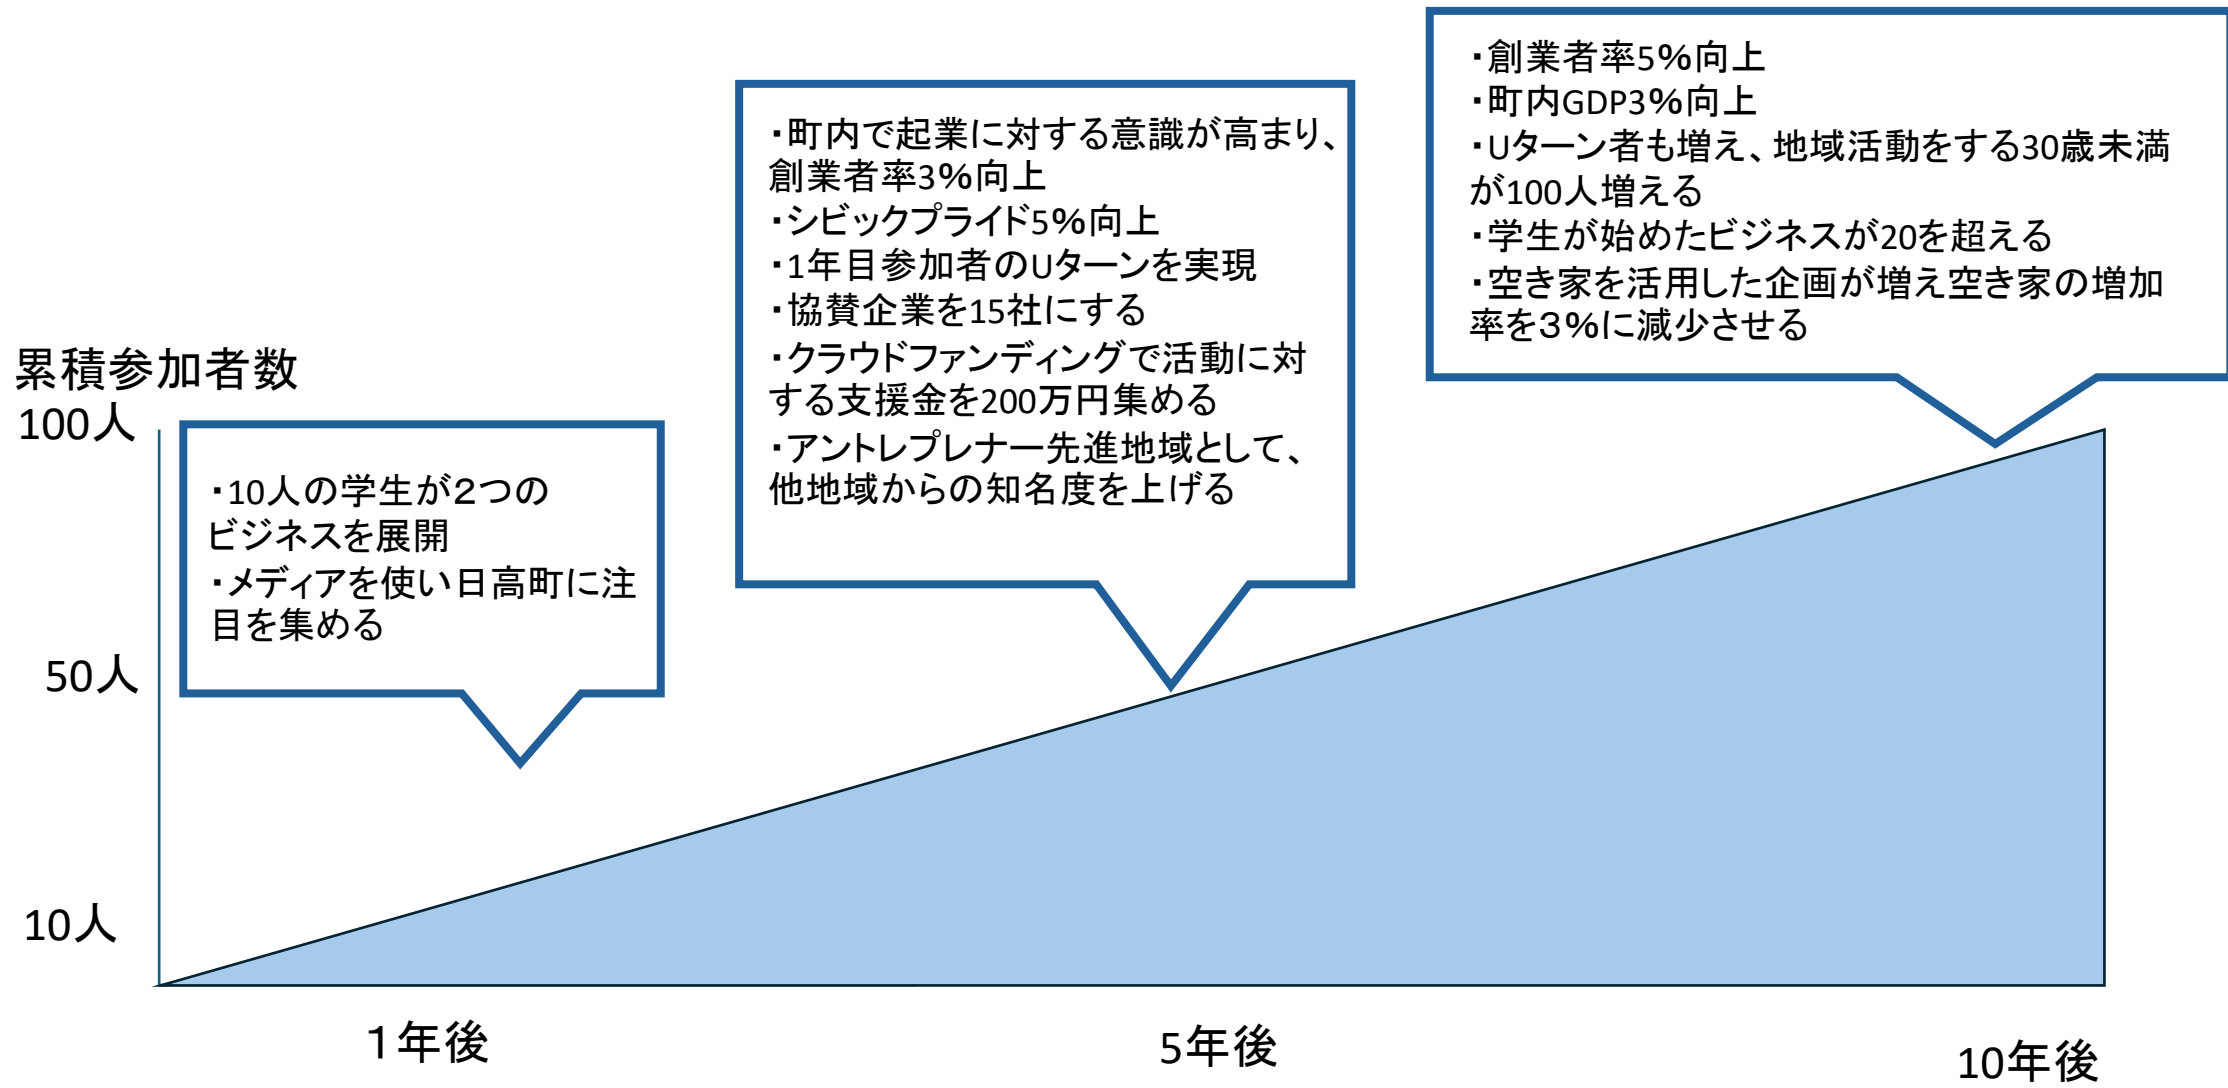 累積参加者数
100人
50人
10人
・10人の学生が２つの
ビジネスを展開
・メディアを使い日高町に注
目を集める
・町内で起業に対する意識が高まり、
創業者率3％向上
・シビックプライド5％向上
・1年目参加者のUターンを実現
・協賛企業を15社にする
・クラウドファンディングで活動に対
する支援金を200万円集める
・アントレプレナー先進地域として、
他地域からの知名度を上げる
・創業者率5％向上
・町内GDP3％向上
・Uターン者も増え、地域活動をする30歳未満
が100人増える
・学生が始めたビジネスが20を超える
・空き家を活用した企画が増え空き家の増加
率を３％に減少させる
１年後
5年後
10年後